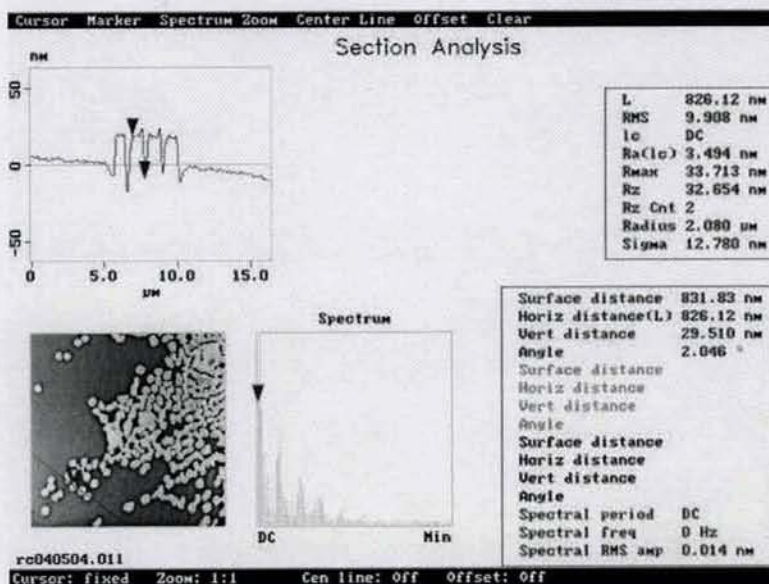 Cursor Marker Spectrum Zoom Center Line Offset Clear
Section Analysis
nm
50
0
-50
0 5.0 10.0 15.0
µm
L 826.12 nm
RMS 9.908 nm
lc DC
Ra(lc) 3.494 nm
Rmax 33.713 nm
Rz 32.654 nm
Rz Cnt 2
Radius 2.080 µm
Sigma 12.780 nm
Surface distance 831.83 nm
Horiz distance(L) 826.12 nm
Vert distance 29.510 nm
Angle 2.046 °
Surface distance
Horiz distance
Vert distance
Angle
Surface distance
Horiz distance
Vert distance
Angle
Spectral period DC
Spectral freq 0 Hz
Spectral RMS amp 0.014 nm
Spectrum
DC Min
rc040504.011
Cursor: fixed Zoom: 1:1 Cen line: Off Offset: Off